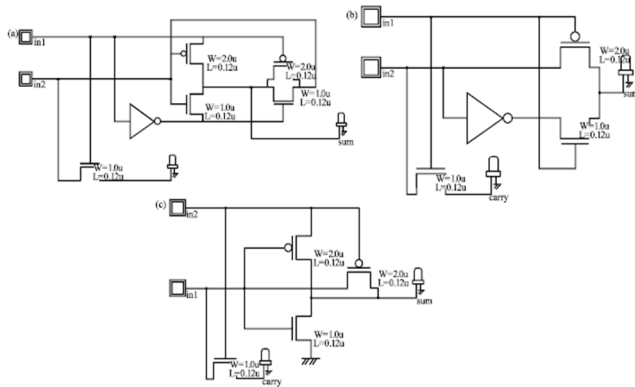 (a)
in1
W=2.0u
L=0.12u
W=2.0u
L=0.12u
in2
W=1.0u
L=0.12u
W=1.0u
L=0.12u
sum
W=1.0u
L=0.12u
(b)
in1
W=2.0u
L=0.12u
in2
sum
W=1.0u
L=0.12u
W=1.0u
L=0.12u
carry
(c)
in2
W=2.0u
L=0.12u
W=2.0u
L=0.12u
in1
sum
W=1.0u
L=0.12u
W=1.0u
L=0.12u
carry